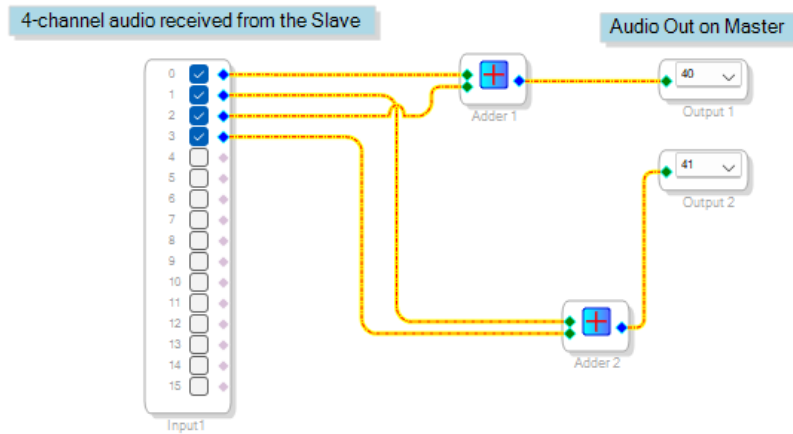 4-channel audio received from the Slave
Audio Out on Master
0
1
2
3
4
5
6
7
8
9
10
11
12
13
14
15
Input1
Adder 1
40
Output 1
41
Output 2
Adder 2